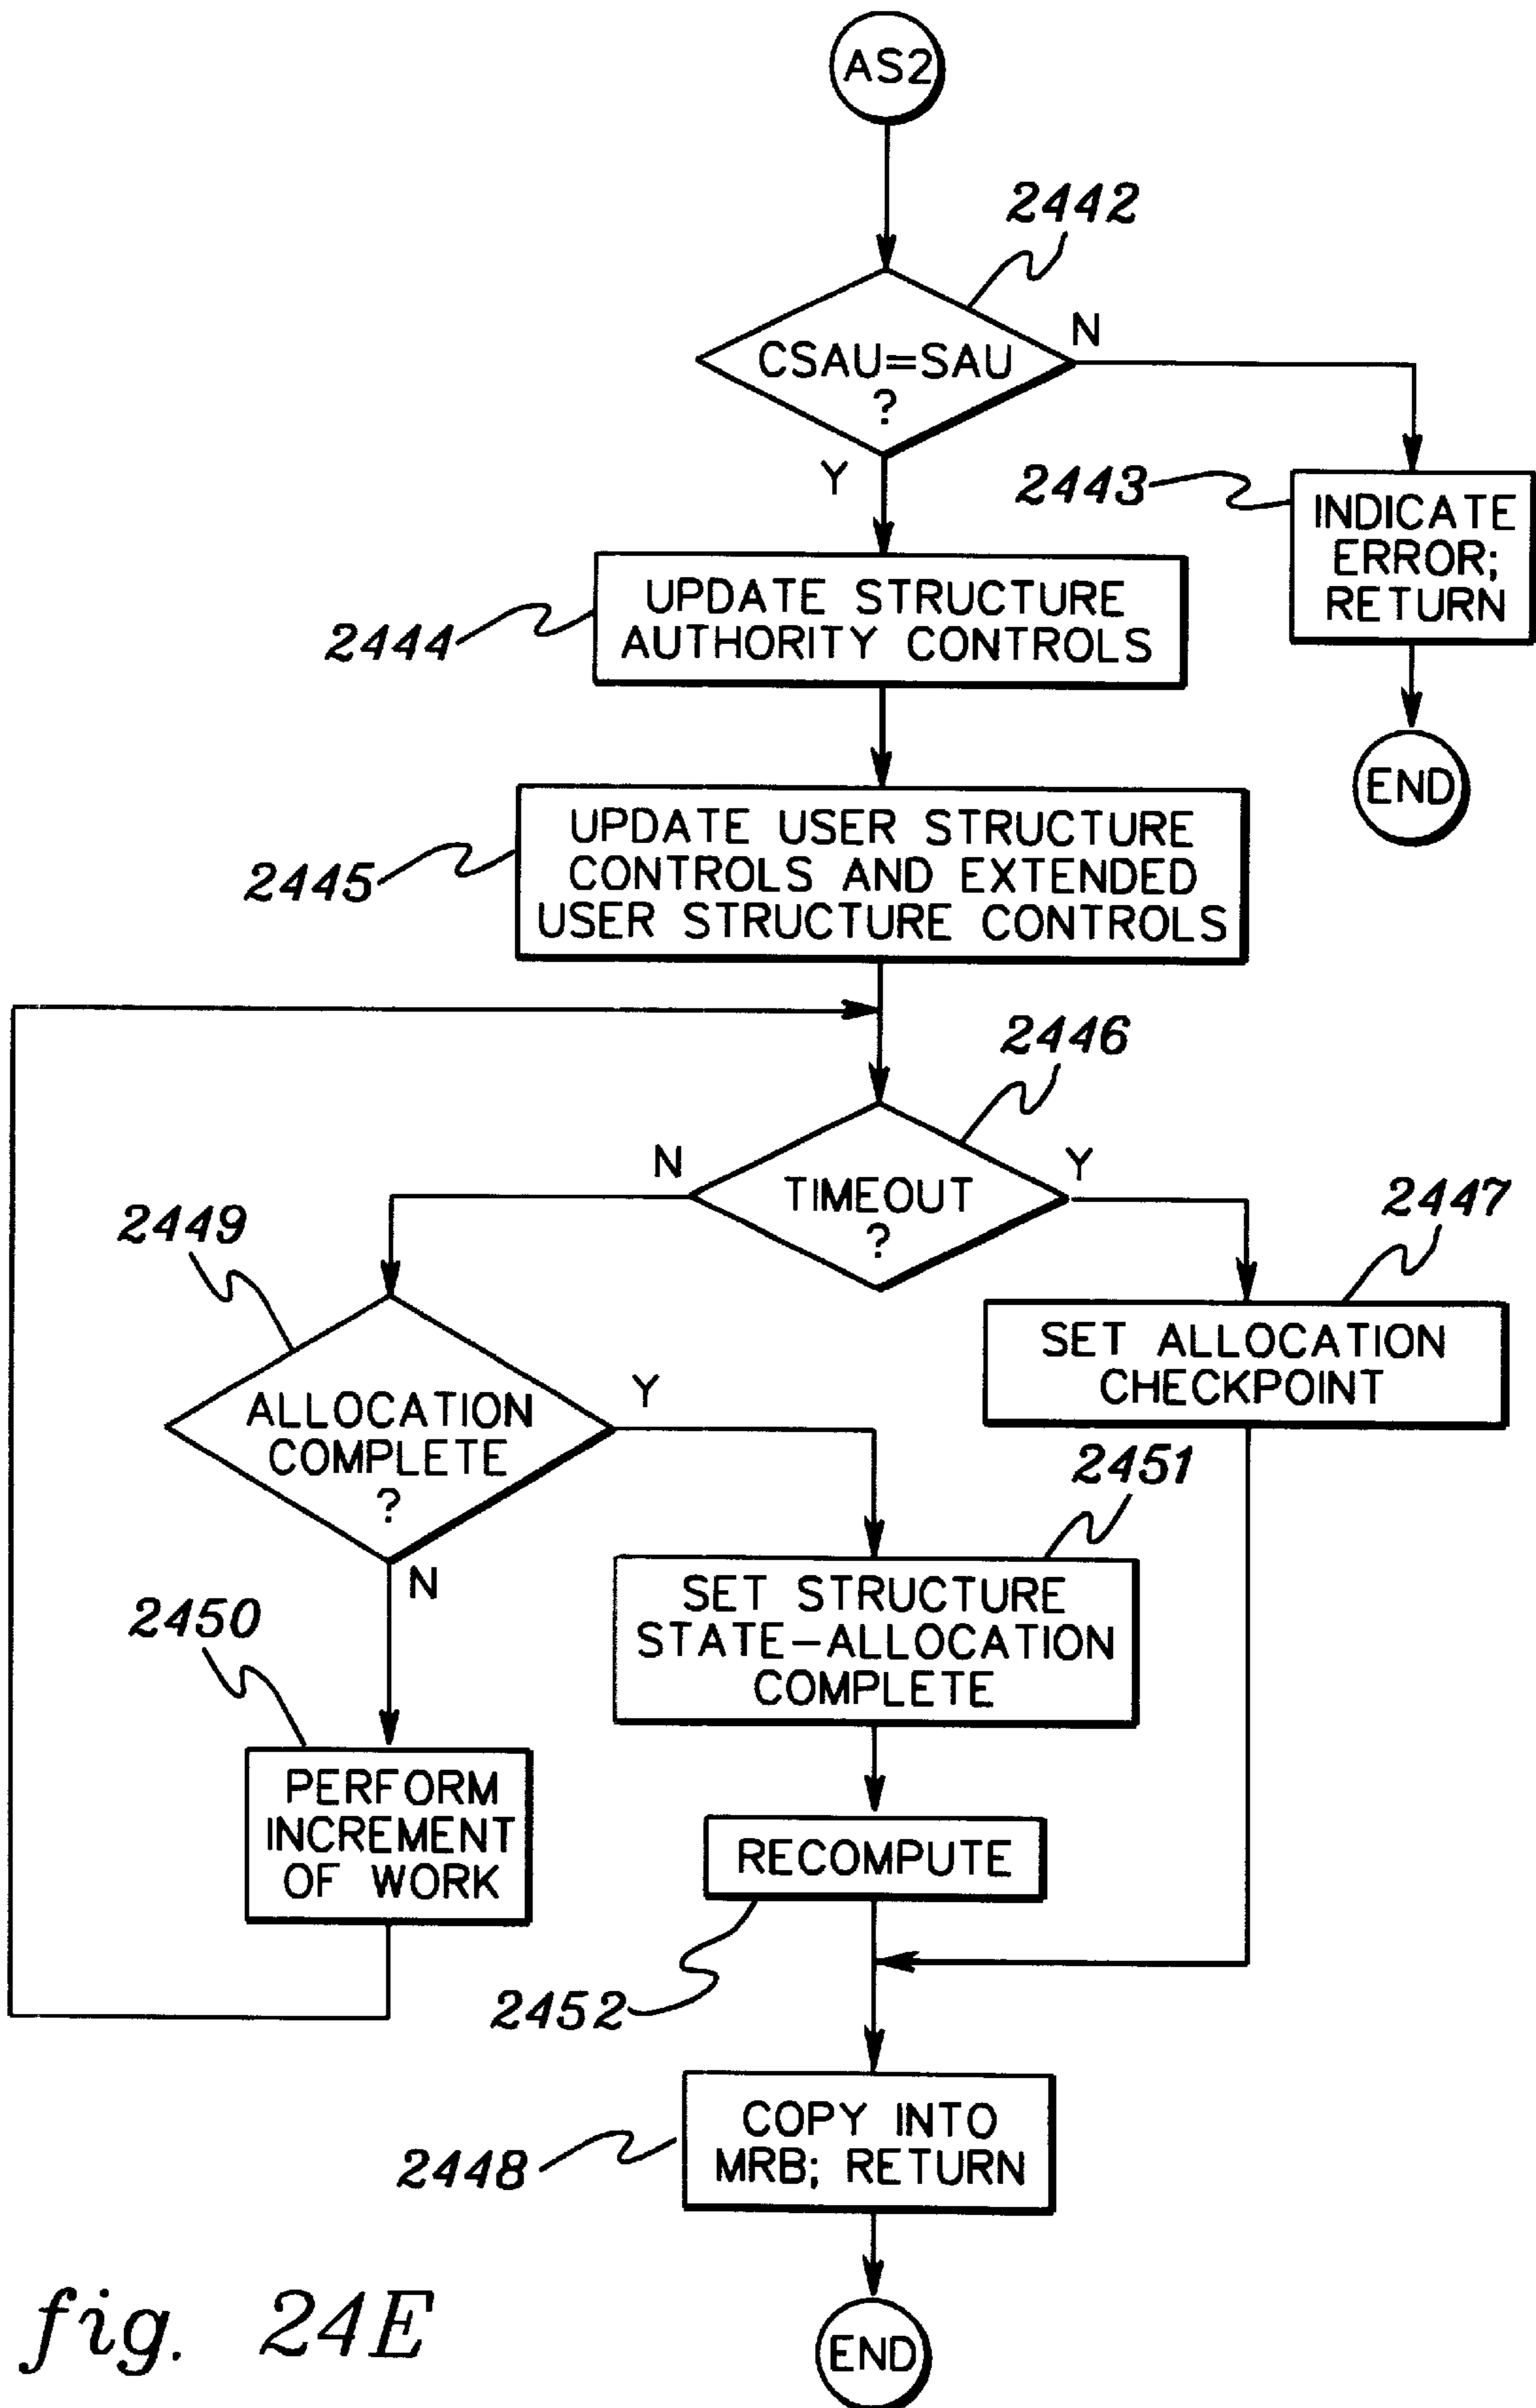 AS2
2442
CSAU=SAU
?
N
Y
2443
INDICATE
ERROR;
RETURN
END
UPDATE STRUCTURE
AUTHORITY CONTROLS
2444
UPDATE USER STRUCTURE
CONTROLS AND EXTENDED
USER STRUCTURE CONTROLS
2445
2446
N
TIMEOUT
?
Y
2447
SET ALLOCATION
CHECKPOINT
2449
ALLOCATION
COMPLETE
?
Y
N
2451
SET STRUCTURE
STATE-ALLOCATION
COMPLETE
2450
PERFORM
INCREMENT
OF WORK
RECOMPUTE
2452
COPY INTO
MRB; RETURN
2448
END
fig. 24E